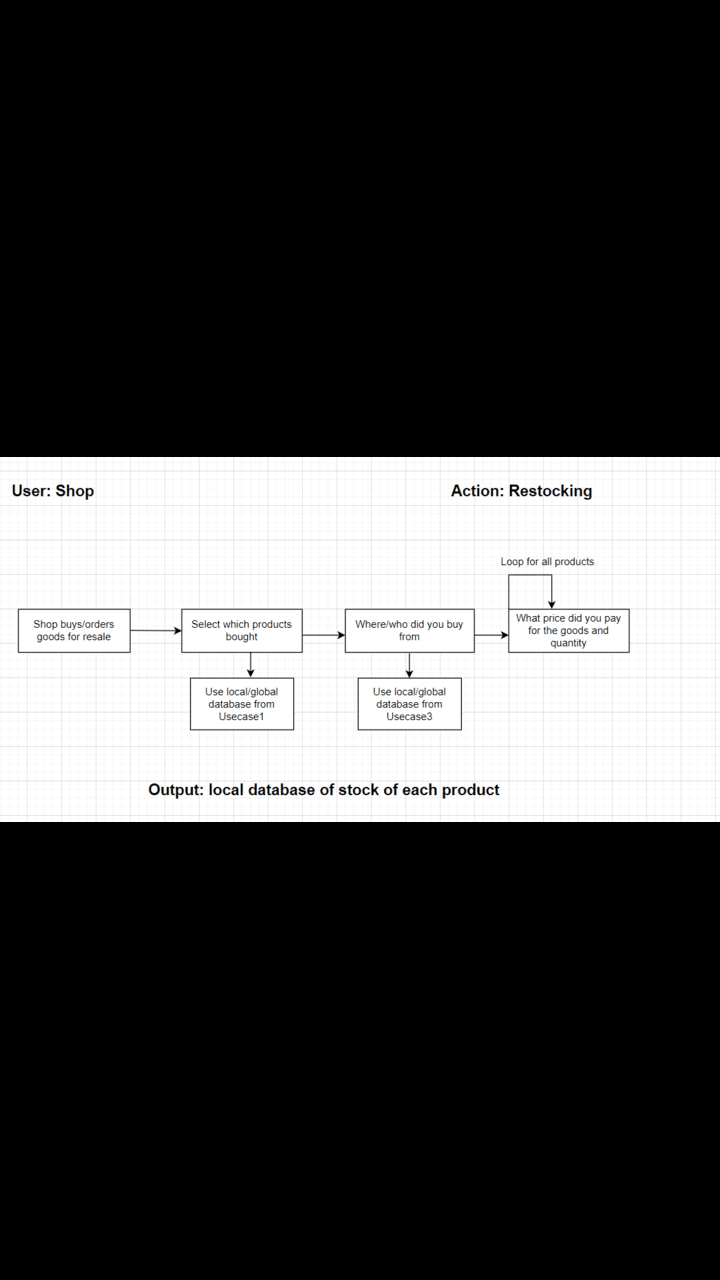 User: Shop
Action: Restocking
Loop for all products
Shop buys/orders
goods for resale
Select which products
bought
Where/who did you buy
from
What price did you pay
for the goods and
quantity
Use local/global
database from
Usecase1
Use local/global
database from
Usecase3
Output: local database of stock of each product